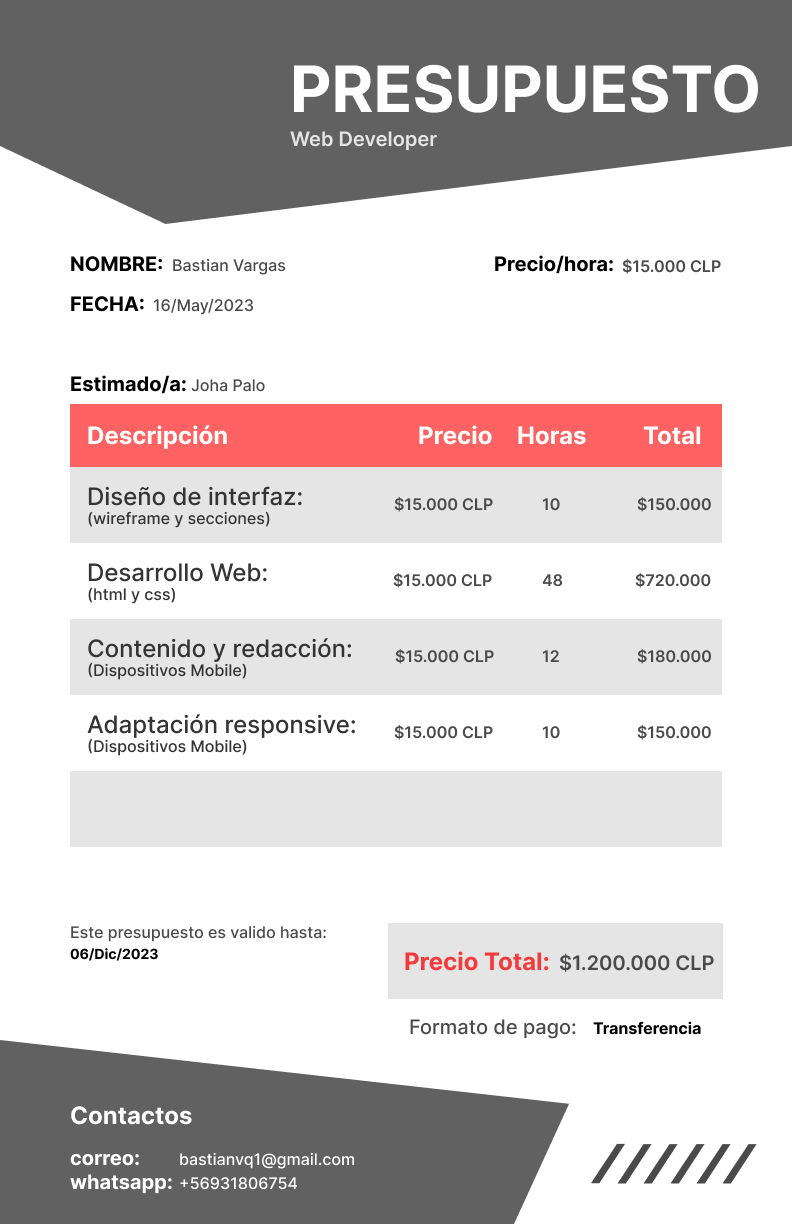 PRESUPUESTO
Web Developer
NOMBRE: Bastian Vargas
Precio/hora: $15.000 CLP
FECHA: 16/May/2023
Estimado/a: Joha Palo
Descripción Precio Horas Total
Diseño de interfaz:
(wireframe y secciones)
$15.000 CLP 10 $150.000
Desarrollo Web:
(html y css)
$15.000 CLP 48 $720.000
Contenido y redacción:
(Dispositivos Mobile)
$15.000 CLP 12 $180.000
Adaptación responsive:
(Dispositivos Mobile)
$15.000 CLP 10 $150.000
Este presupuesto es valido hasta:
06/Dic/2023
Precio Total: $1.200.000 CLP
Formato de pago: Transferencia
Contactos
correo: bastianvq1@gmail.com
whatsapp: +56931806754